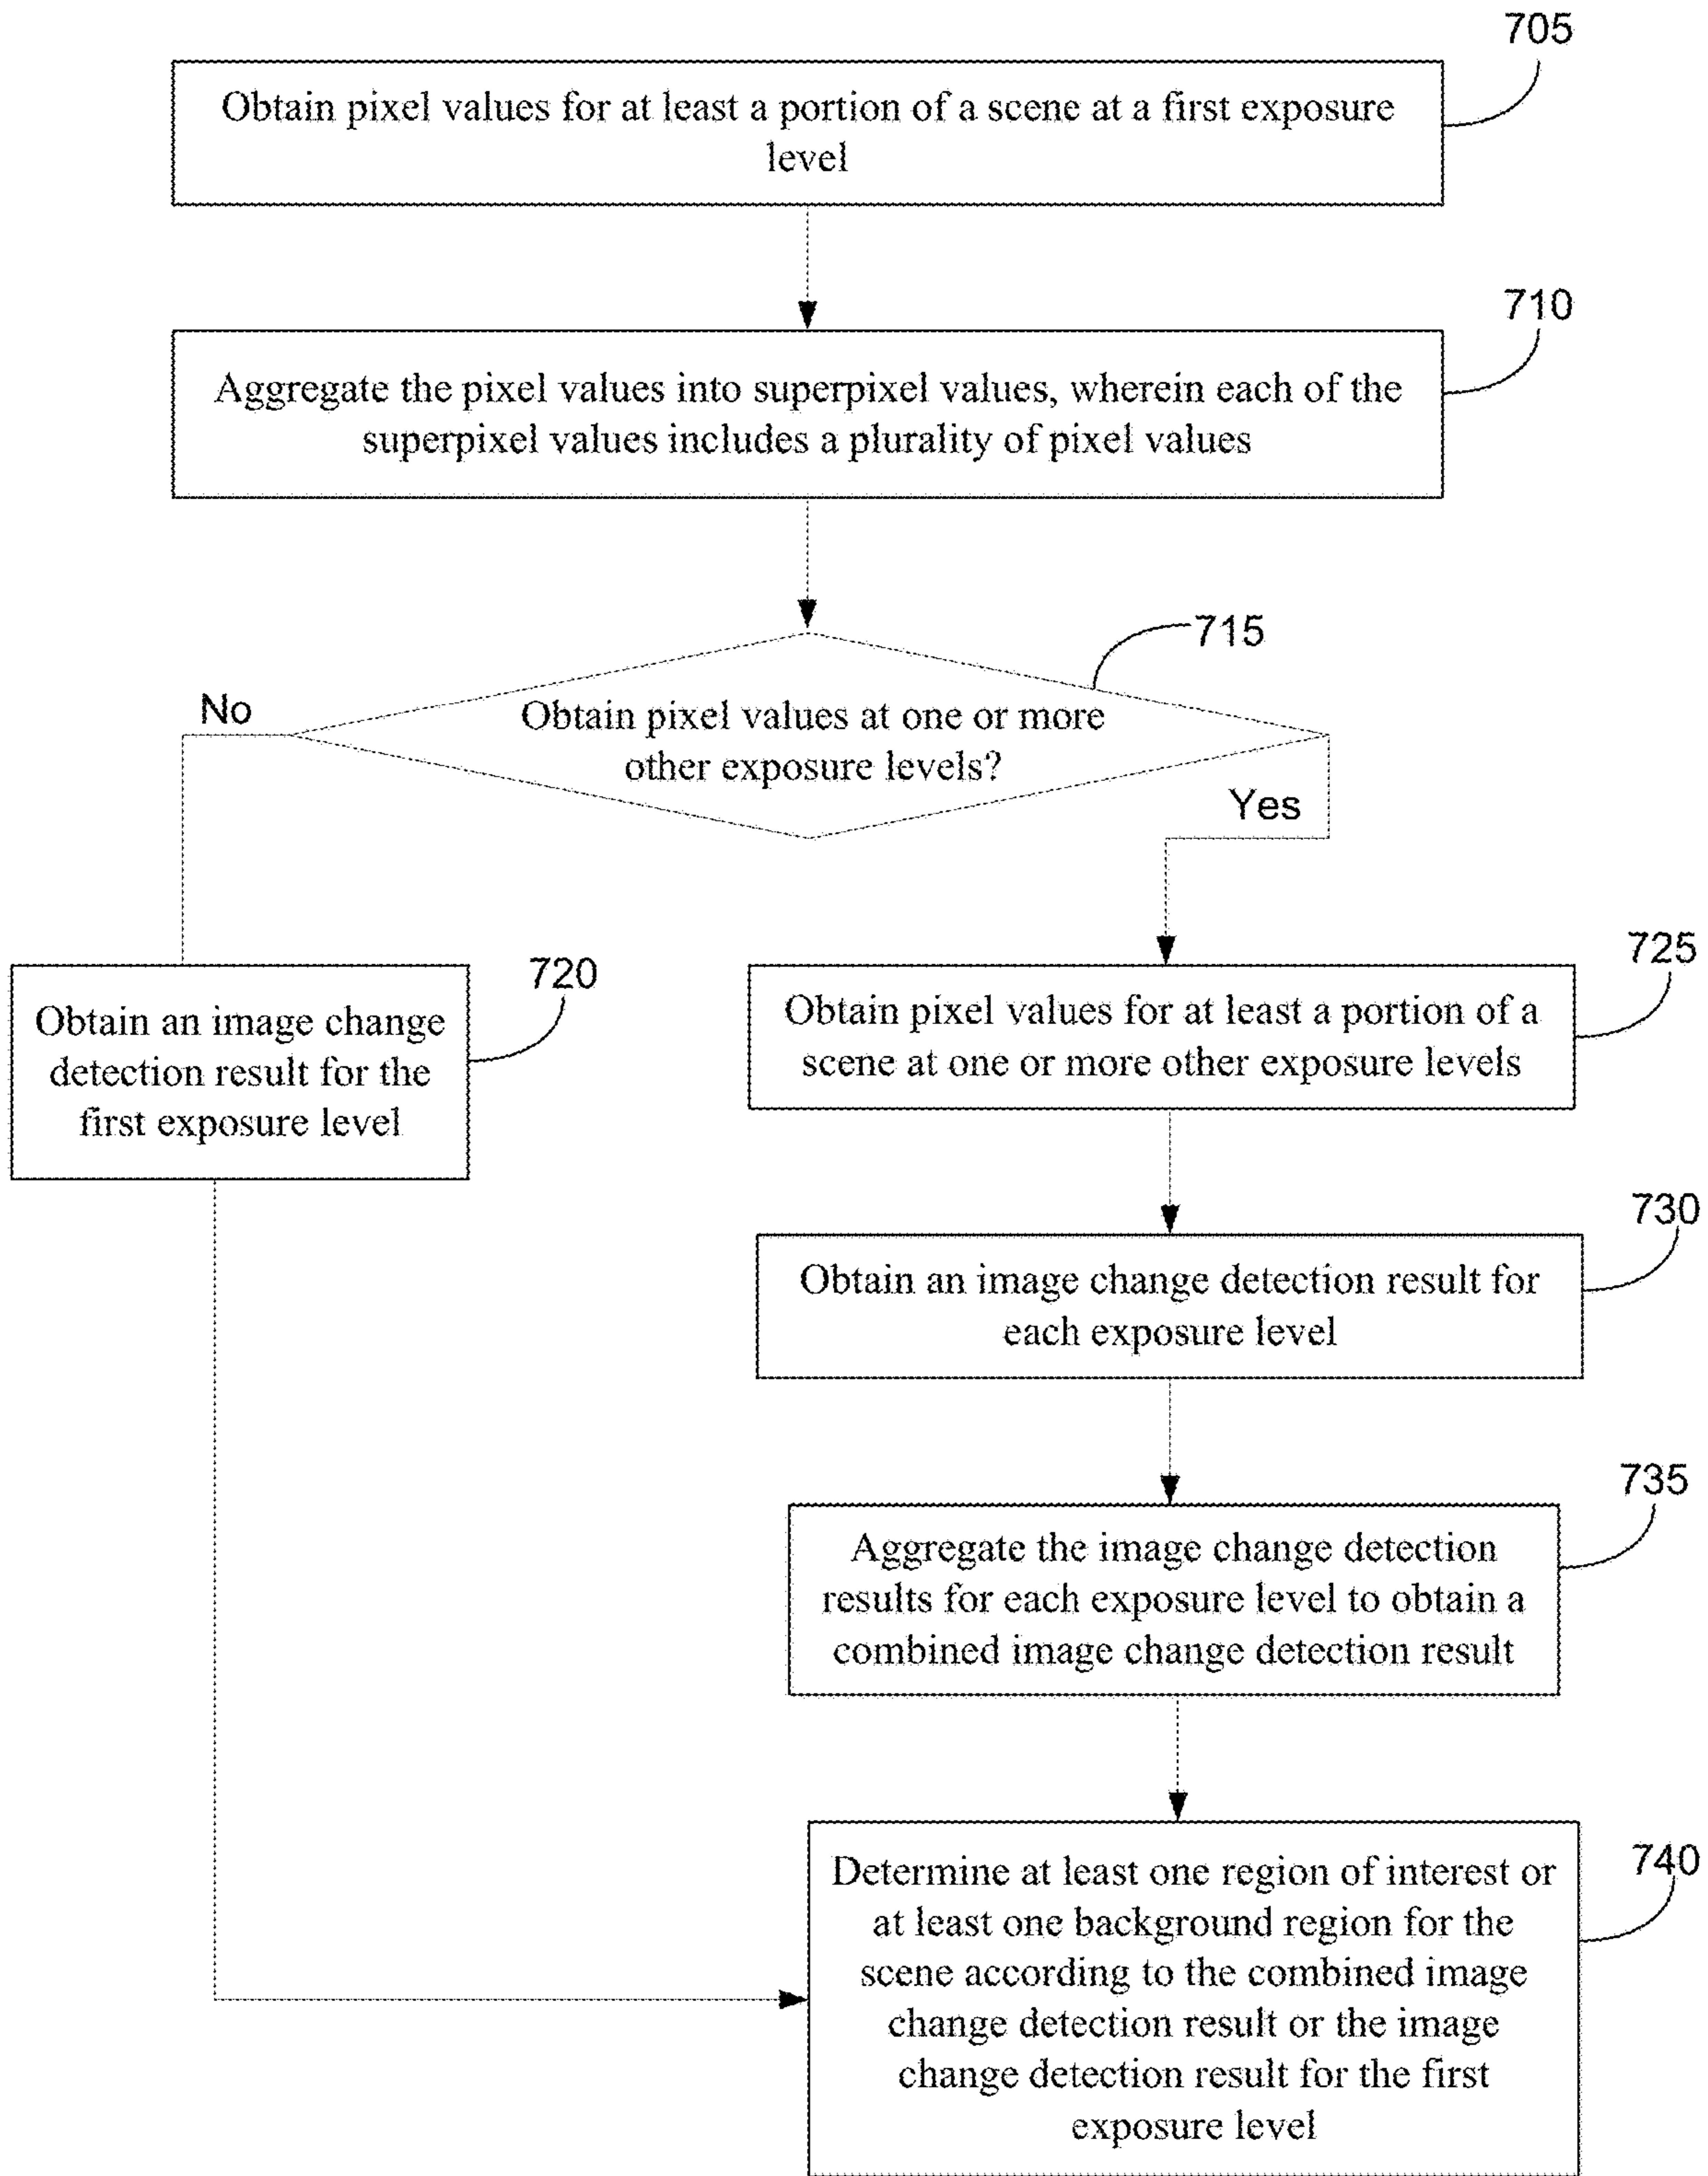 705
Obtain pixel values for at least a portion of a scene at a first exposure
level
710
Aggregate the pixel values into superpixel values, wherein each of the
superpixel values includes a plurality of pixel values
715
No
Obtain pixel values at one or more
other exposure levels?
Yes
720
Obtain an image change
detection result for the
first exposure level
725
Obtain pixel values for at least a portion of a
scene at one or more other exposure levels
730
Obtain an image change detection result for
each exposure level
735
Aggregate the image change detection
results for each exposure level to obtain a
combined image change detection result
740
Determine at least one region of interest or
at least one background region for the
scene according to the combined image
change detection result or the image
change detection result for the first
exposure level